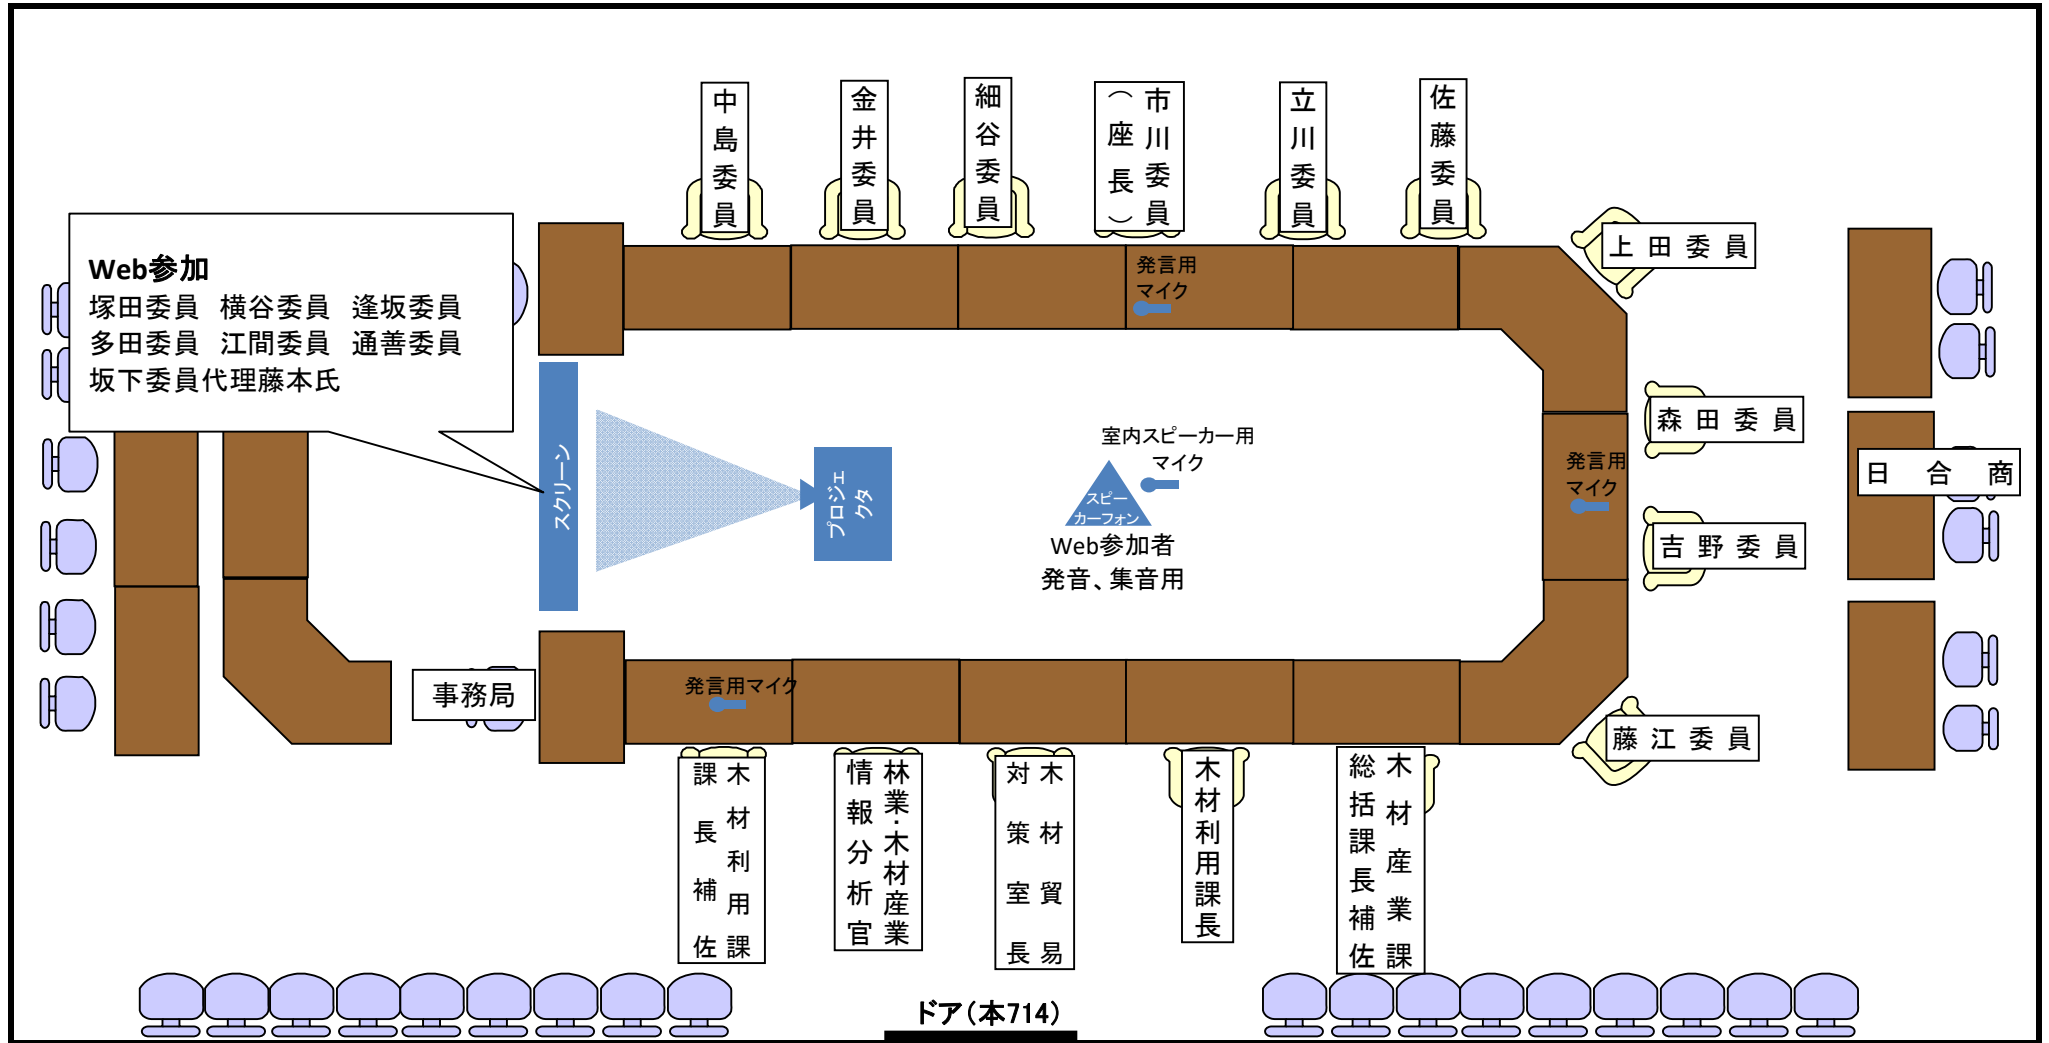 中島委員
金井委員
細谷委員
市川委員
（座長）
立川委員
佐藤委員
上田委員
Web参加
塚田委員 横谷委員 逢坂委員
多田委員 江間委員 通善委員
坂下委員代理藤本氏
発言用
マイク
森田委員
スクリーン
プロジェ
クタ
室内スピーカー用
マイク
スピー
カーフォン
Web参加者
発音、集音用
発言用
マイク
日合商
吉野委員
事務局
発言用マイク
藤江委員
木材利用課
課長補佐
林業・木材産業
情報分析官
木材貿易
対策室長
木材利用課長
木材産業課
総括課長補佐
ドア（本714）